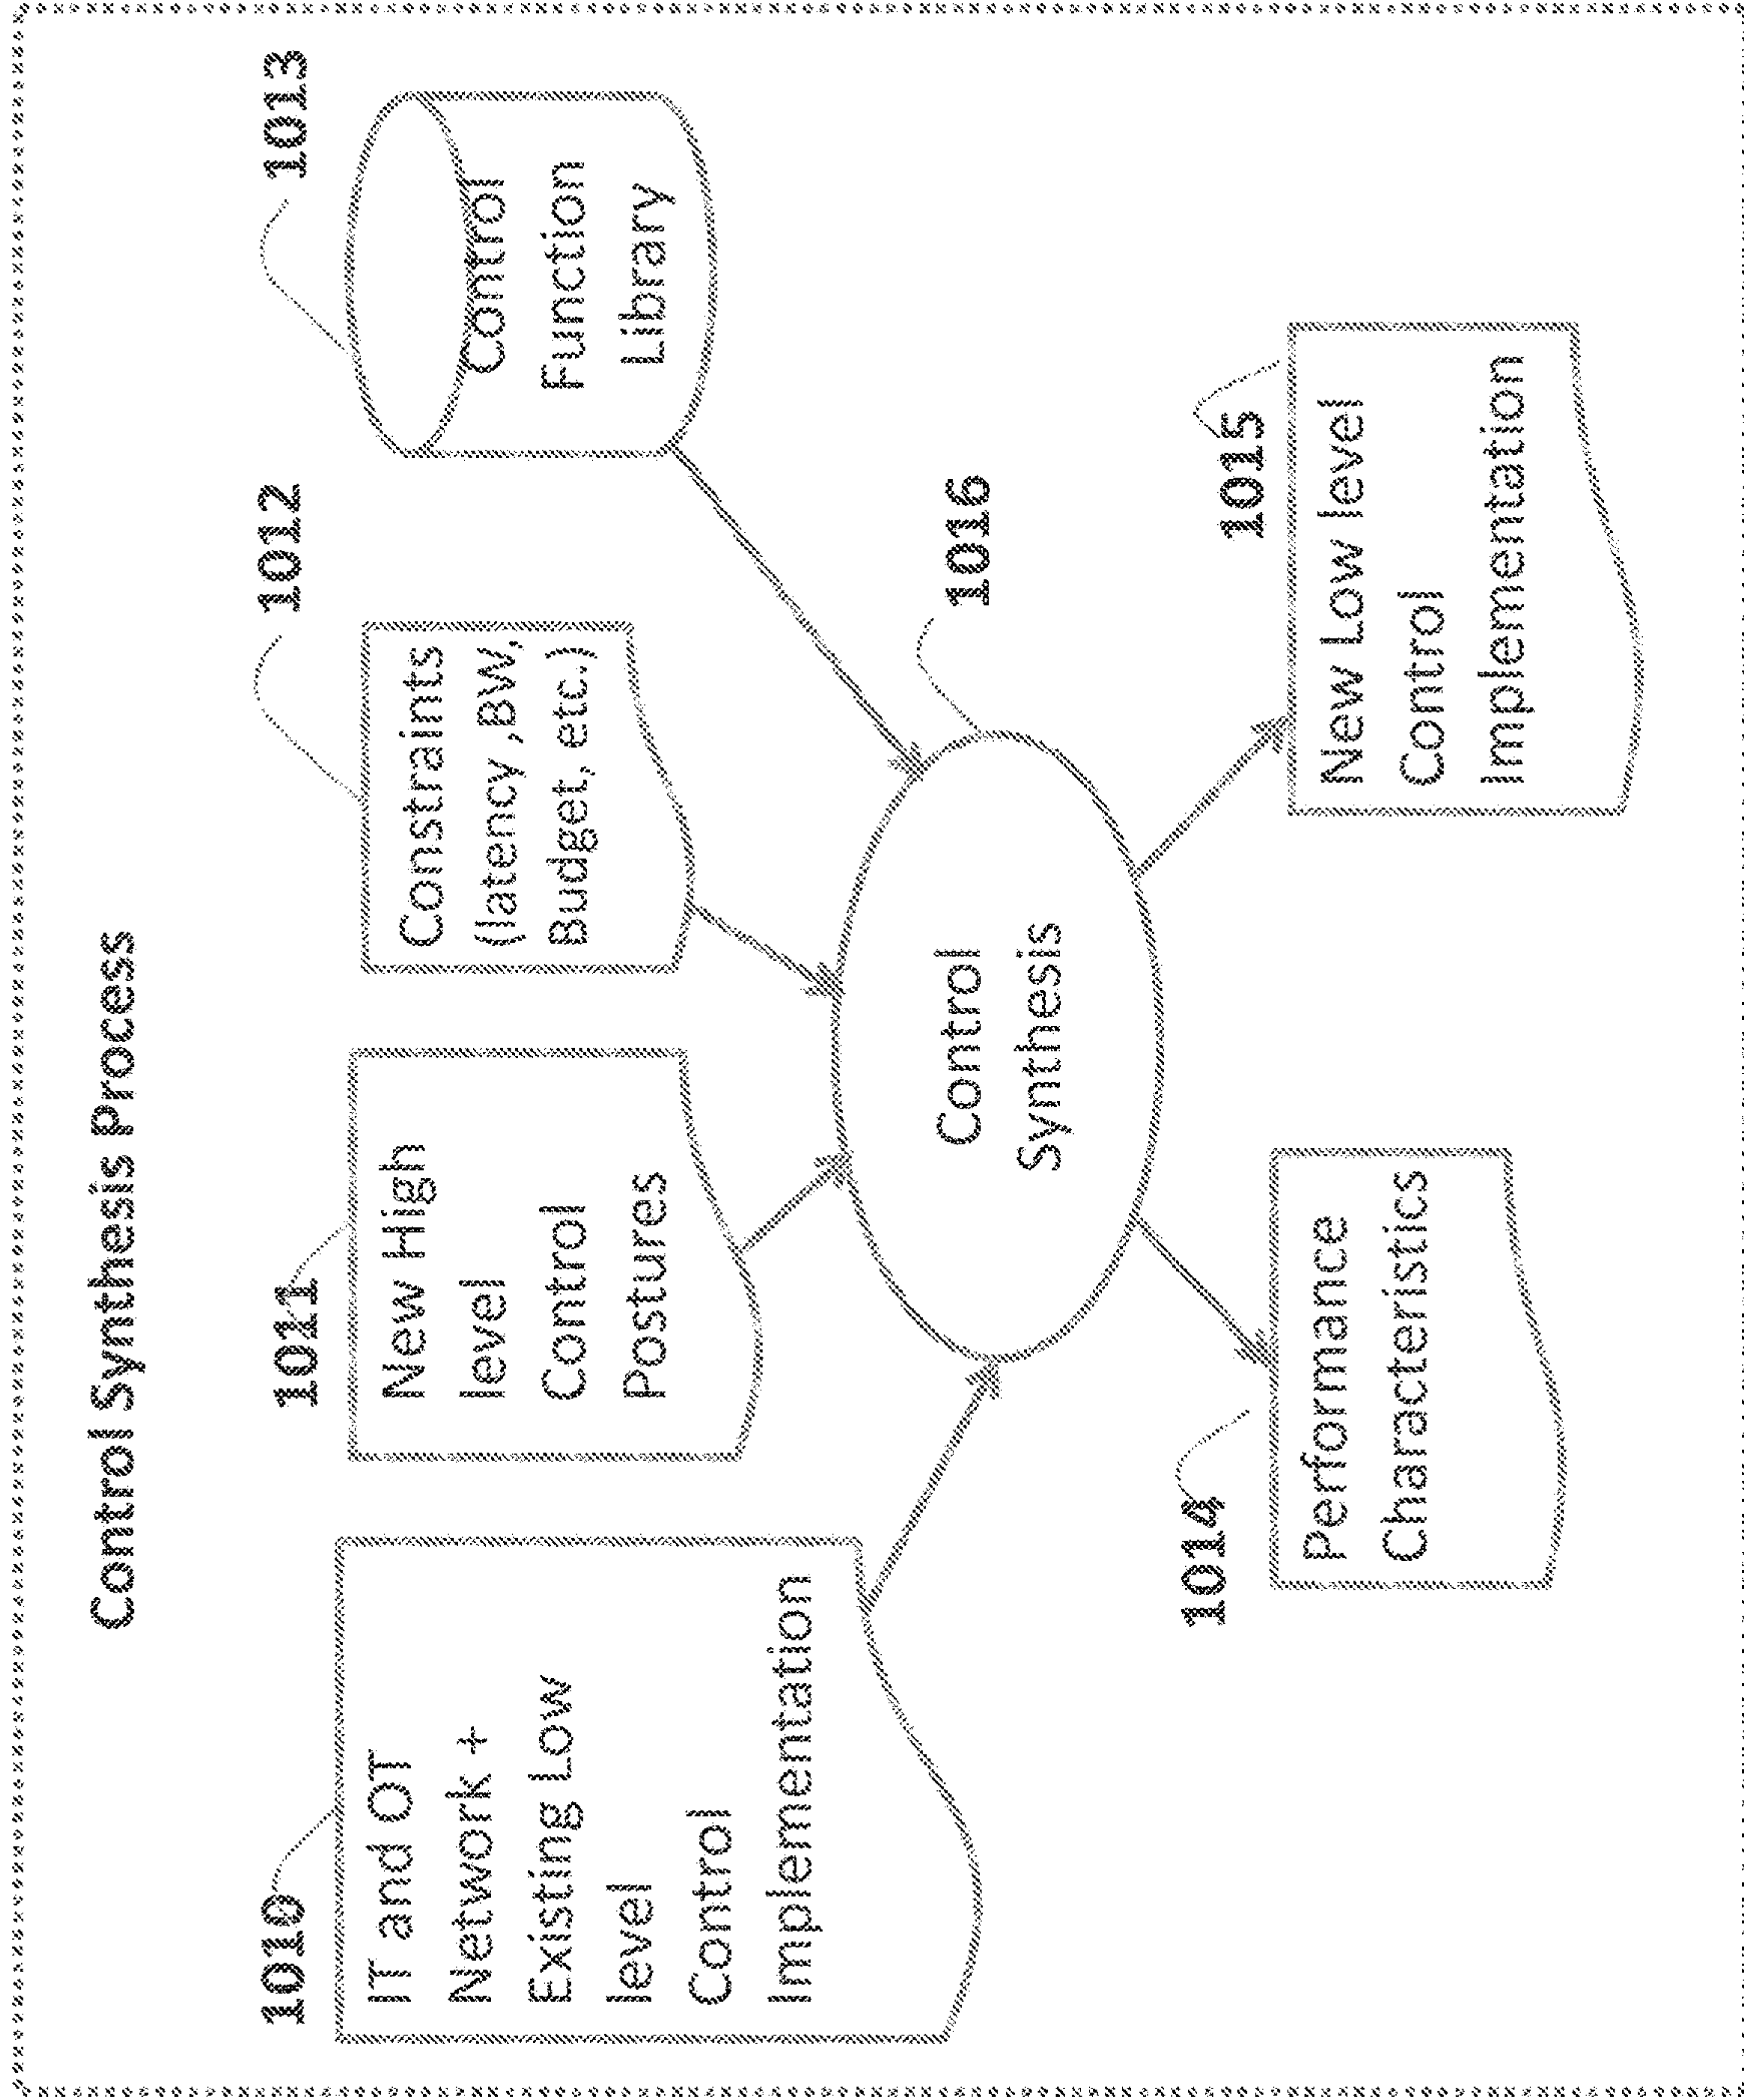 Control Synthesis Process
1010
IT and OT
Network +
Existing Low
level
Control
Implementation
1011
New High
level
Control
Postures
1012
Constraints
(latency ,BW,
Budget, etc.)
1013
Control
Function
Library
1016
Control
Synthesis
1014
Performance
Characteristics
1015
New Low level
Control
Implementation